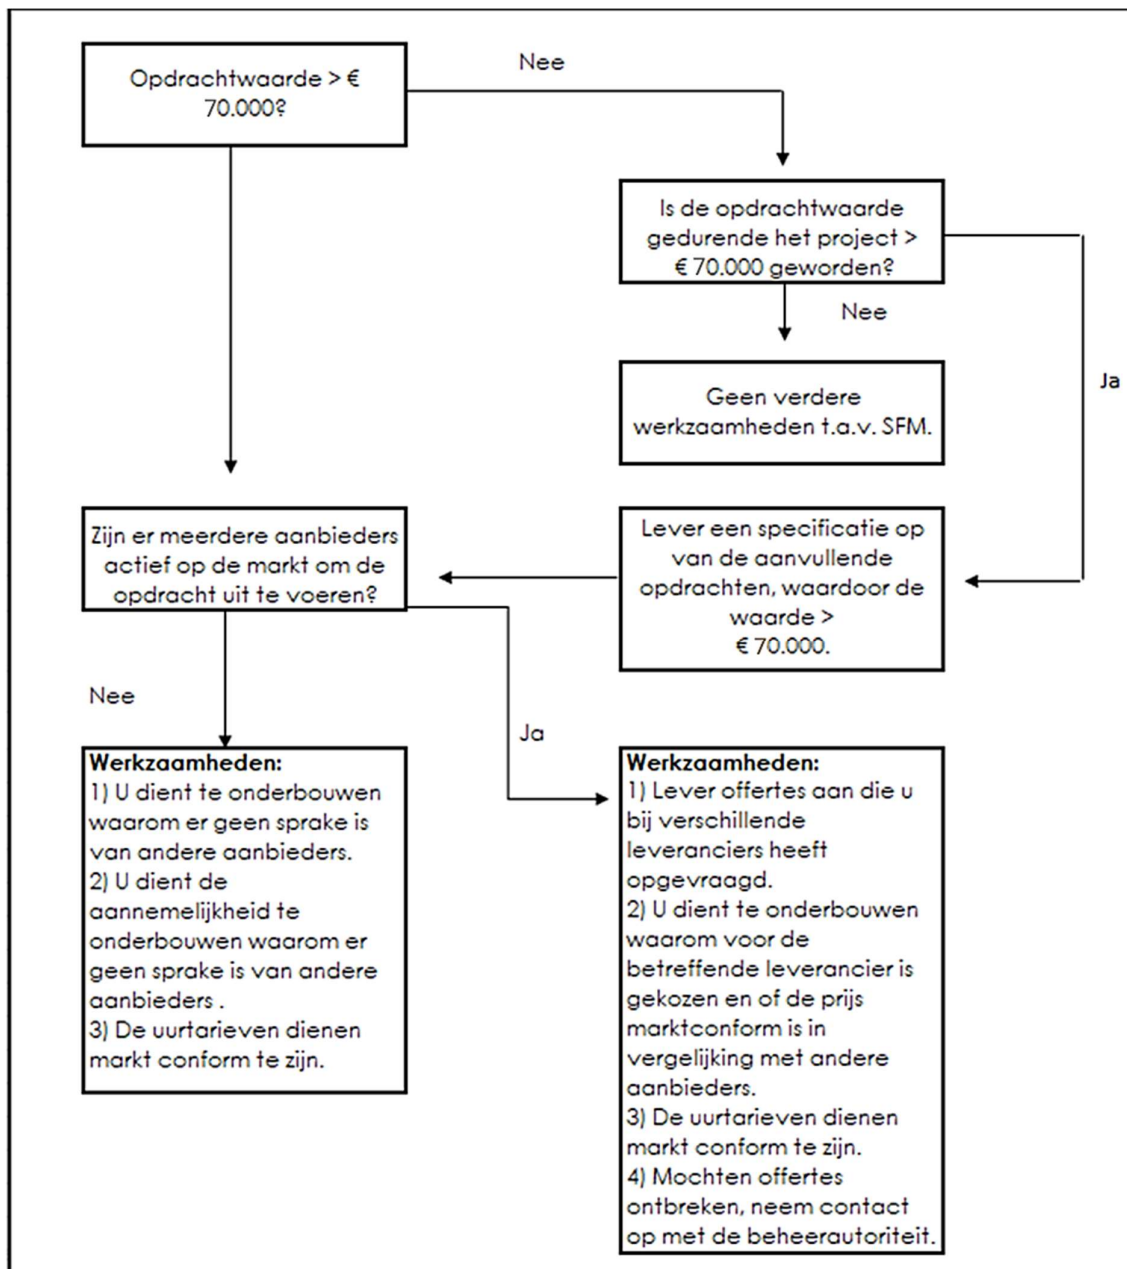 Opdrachtwaarde > €
70.000?
Nee
Is de opdrachtwaarde
gedurende het project >
€ 70.000 geworden?
Nee
Ja
Geen verdere
werkzaamheden t.a.v. SFM.
Zijn er meerdere aanbieders
actief op de markt om de
opdracht uit te voeren?
Lever een specificatie op
van de aanvullende
opdrachten, waardoor de
waarde >
€ 70.000.
Nee
Ja
Werkzaamheden:
1) U dient te onderbouwen
waarom er geen sprake is
van andere aanbieders.
2) U dient de
aannemelijkheid te
onderbouwen waarom er
geen sprake is van andere
aanbieders .
3) De uurtarieven dienen
markt conform te zijn.
Werkzaamheden:
1) Lever offertes aan die u
bij verschillende
leveranciers heeft
opgevraagd.
2) U dient te onderbouwen
waarom voor de
betreffende leverancier is
gekozen en of de prijs
marktconform is in
vergelijking met andere
aanbieders.
3) De uurtarieven dienen
markt conform te zijn.
4) Mochten offertes
ontbreken, neem contact
op met de beheerautoriteit.